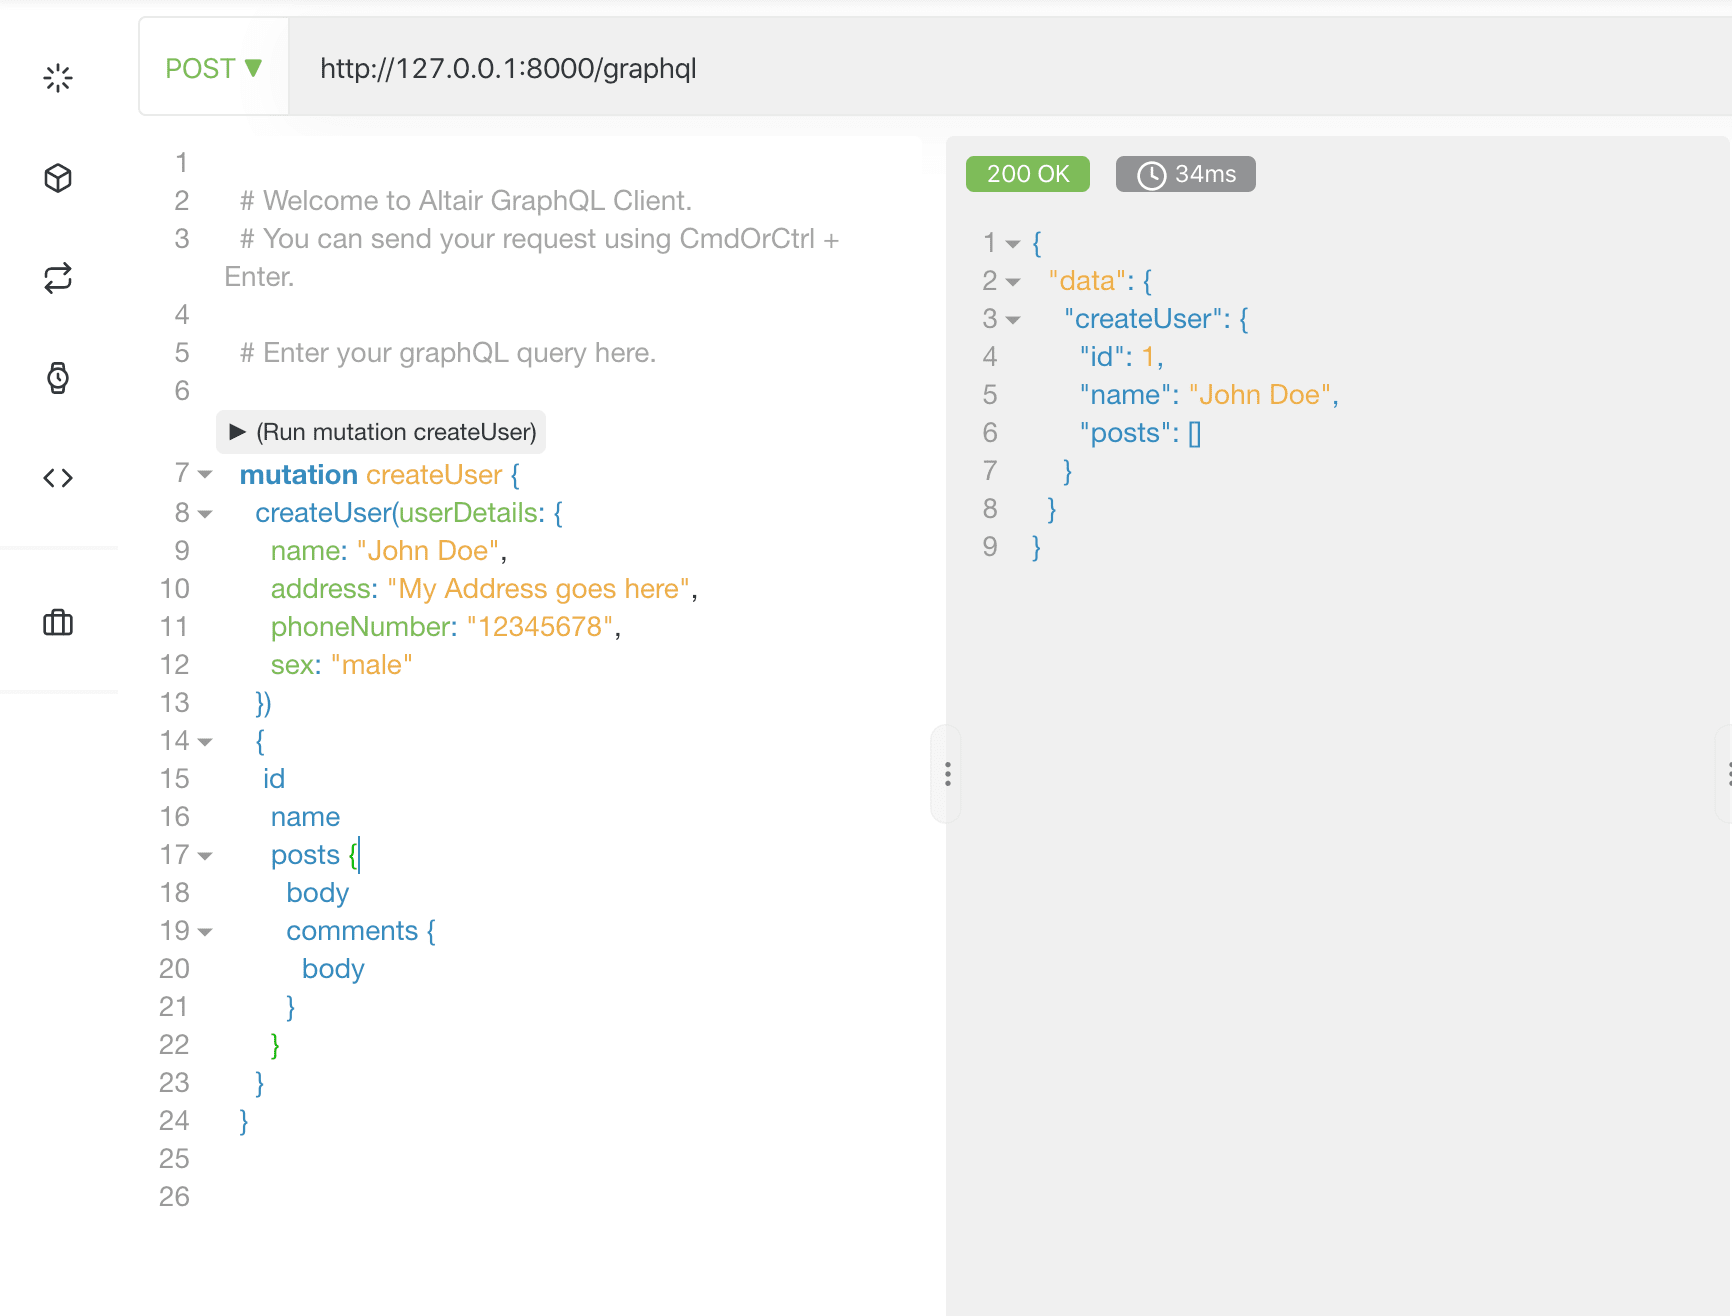 POST ▼
http://127.0.0.1:8000/graphql
1
2 # Welcome to Altair GraphQL Client.
3 # You can send your request using CmdOrCtrl +
Enter.
4
5 # Enter your graphQL query here.
6
▶ (Run mutation createUser)
7 mutation createUser {
8 createUser(userDetails: {
9 name: "John Doe",
10 address: "My Address goes here",
11 phoneNumber: "12345678",
12 sex: "male"
13 })
14 {
15 id
16 name
17 posts {
18 body
19 comments {
20 body
21 }
22 }
23 }
24 }
25
26
200 OK
34ms
1 {
2 "data": {
3 "createUser": {
4 "id": 1,
5 "name": "John Doe",
6 "posts": []
7 }
8 }
9 }